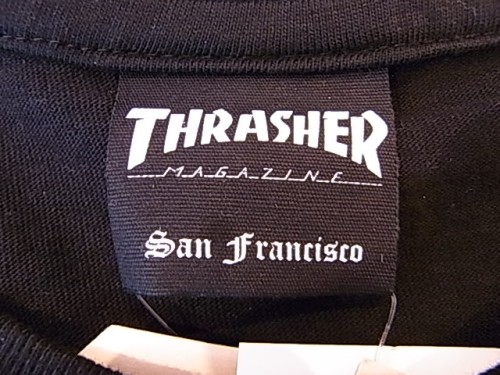 THRASHER
MAGAZINE
San Francisco